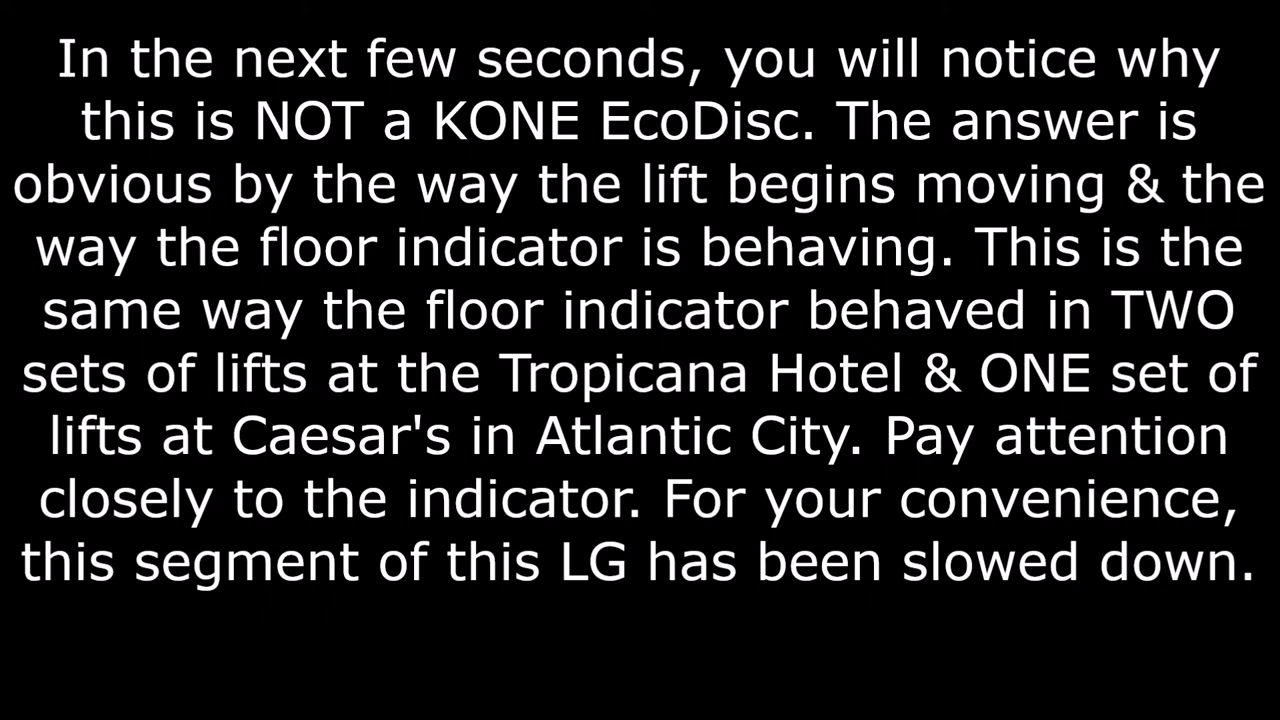 In the next few seconds, you will notice why
this is NOT a KONE EcoDisc. The answer is
obvious by the way the lift begins moving & the
way the floor indicator is behaving. This is the
same way the floor indicator behaved in TWO
sets of lifts at the Tropicana Hotel & ONE set of
lifts at Caesar's in Atlantic City. Pay attention
closely to the indicator. For your convenience,
this segment of this LG has been slowed down.